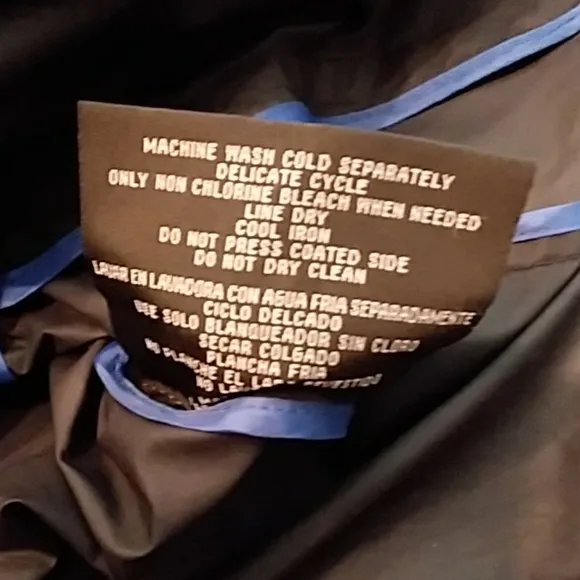 MACHINE WASH COLD SEPARATELY
DELICATE CYCLE
ONLY NON CHLORINE BLEACH WHEN NEEDED
LINE DRY
COOL IRON
DO NOT PRESS COATED SIDE
DO NOT DRY CLEAN
LAVAR EN LAVADORA CON AGUA FRIA SEPARADAMENTE
CICLO DELCADO
USE SOLO BLANQUEADOR SIN CLORO
SECAR COLGADO
PLANCHA FRIA
NO PLANCHE EL LADO
NO